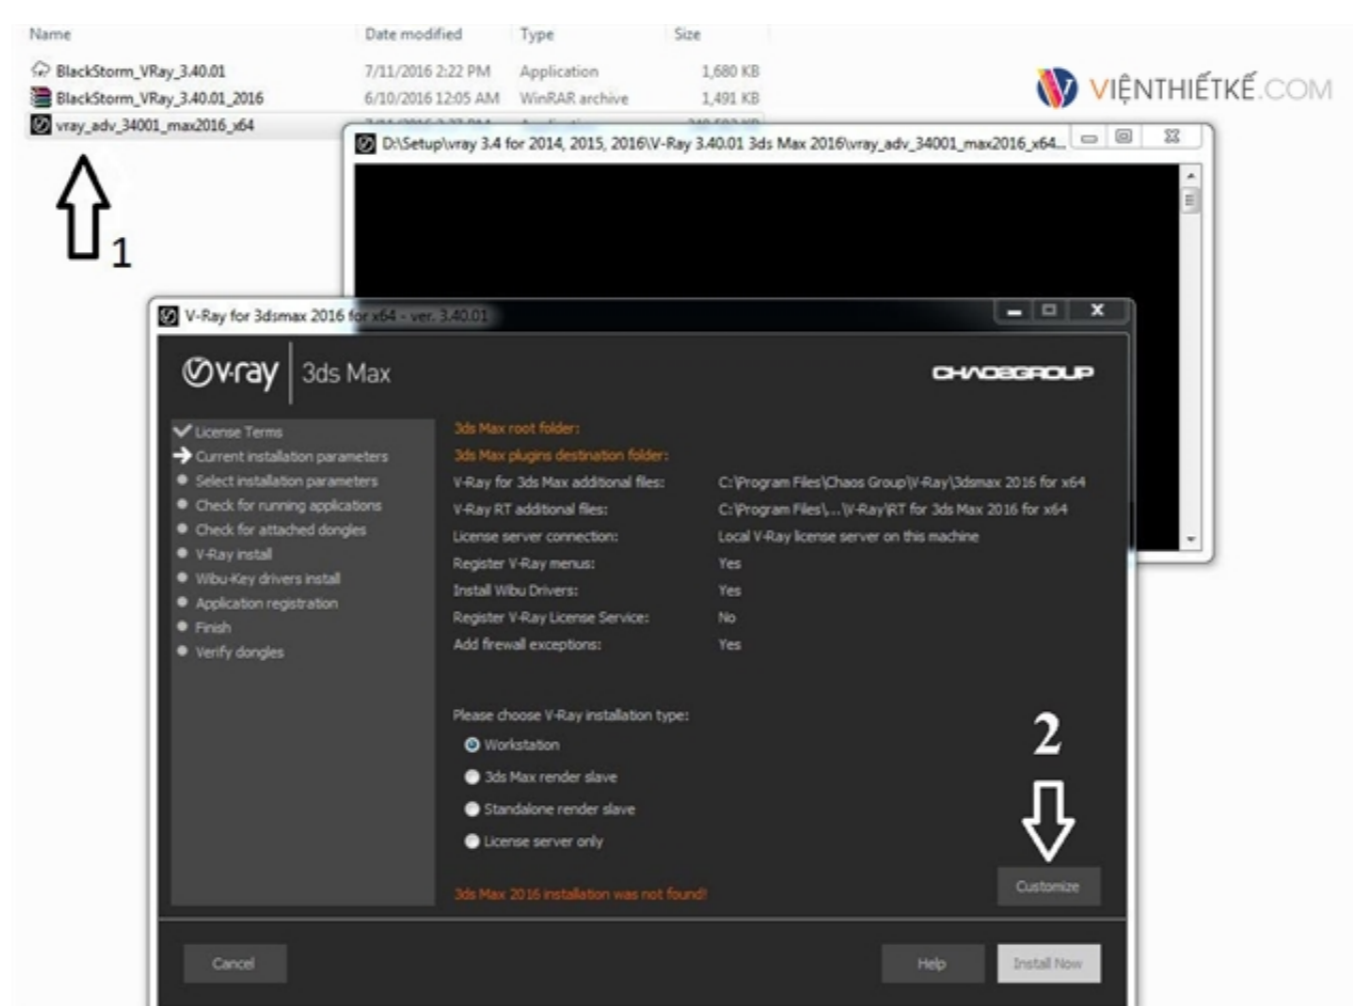 Name Date modified Type Size
BlackStorm_VRay_3.40.01 7/11/2016 2:22 PM Application 1,680 KB
BlackStorm_VRay_3.40.01_2016 6/10/2016 12:05 AM WinRAR archive 1,491 KB
VIỆNTHIẾTKẾ.COM
vray_adv_34001_max2016_x64
D:\Setup\vray 3.4 for 2014, 2015, 2016\V-Ray 3.40.01 3ds Max 2016\vray_adv_34001_max2016_x64...
1
V-Ray for 3dsmax 2016 for x64 - ver. 3.40.01
v-ray 3ds Max
CHAOSGROUP
License Terms
Current installation parameters
Select installation parameters
Check for running applications
Check for attached dongles
V-Ray install
Wibu-Key drivers install
Application registration
Finish
Verify dongles
3ds Max root folder:
3ds Max plugins destination folder:
V-Ray for 3ds Max additional files: C:\Program Files\Chaos Group\V-Ray\3dsmax 2016 for x64
V-Ray RT additional files: C:\Program Files\...\V-Ray\RT for 3ds Max 2016 for x64
License server connection: Local V-Ray license server on this machine
Register V-Ray menus: Yes
Install Wibu Drivers: Yes
Register V-Ray License Service: No
Add firewall exceptions: Yes
Please choose V-Ray installation type:
Workstation
3ds Max render slave
Standalone render slave
License server only
2
Customize
3ds Max 2016 installation was not found!
Cancel Help Install Now